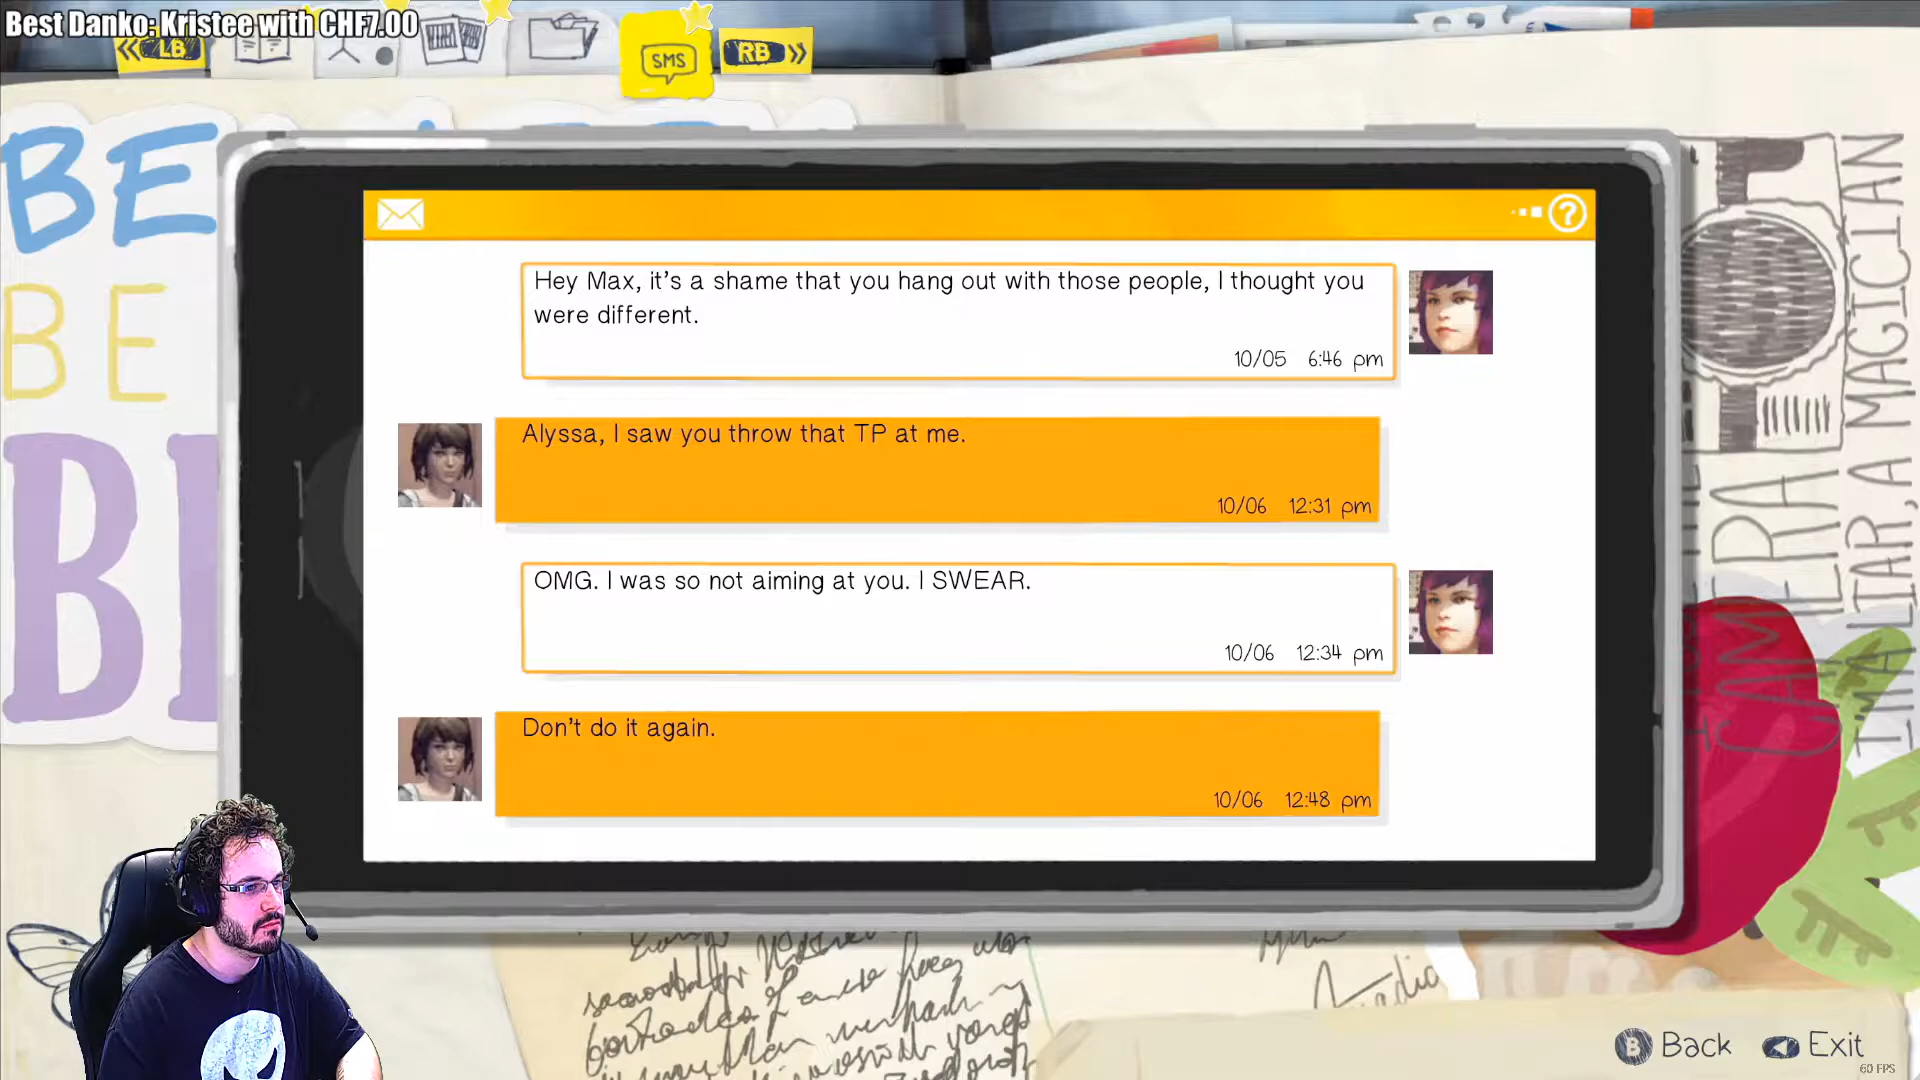 Best Danko: Kristee with CHF7.00
LB
SMS
RB
BE
BE
Hey Max, it's a shame that you hang out with those people, I thought you
were different.
10/05 6:46 pm
Alyssa, I saw you throw that TP at me.
10/06 12:31 pm
OMG. I was so not aiming at you. I SWEAR.
10/06 12:34 pm
Don't do it again.
10/06 12:48 pm
CAMERA
I'M A LIAR, A MAGICIAN
B Back
Exit
60 FPS